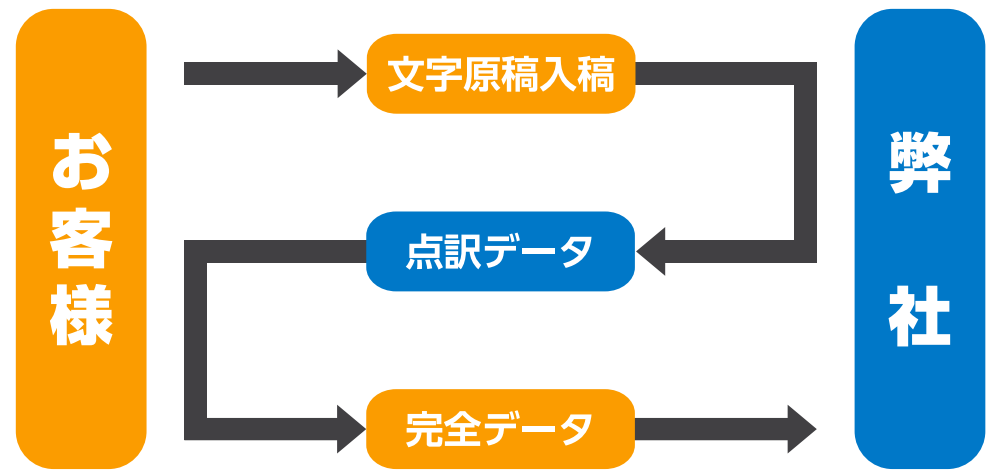 お客様
文字原稿入稿
点訳データ
完全データ
弊社